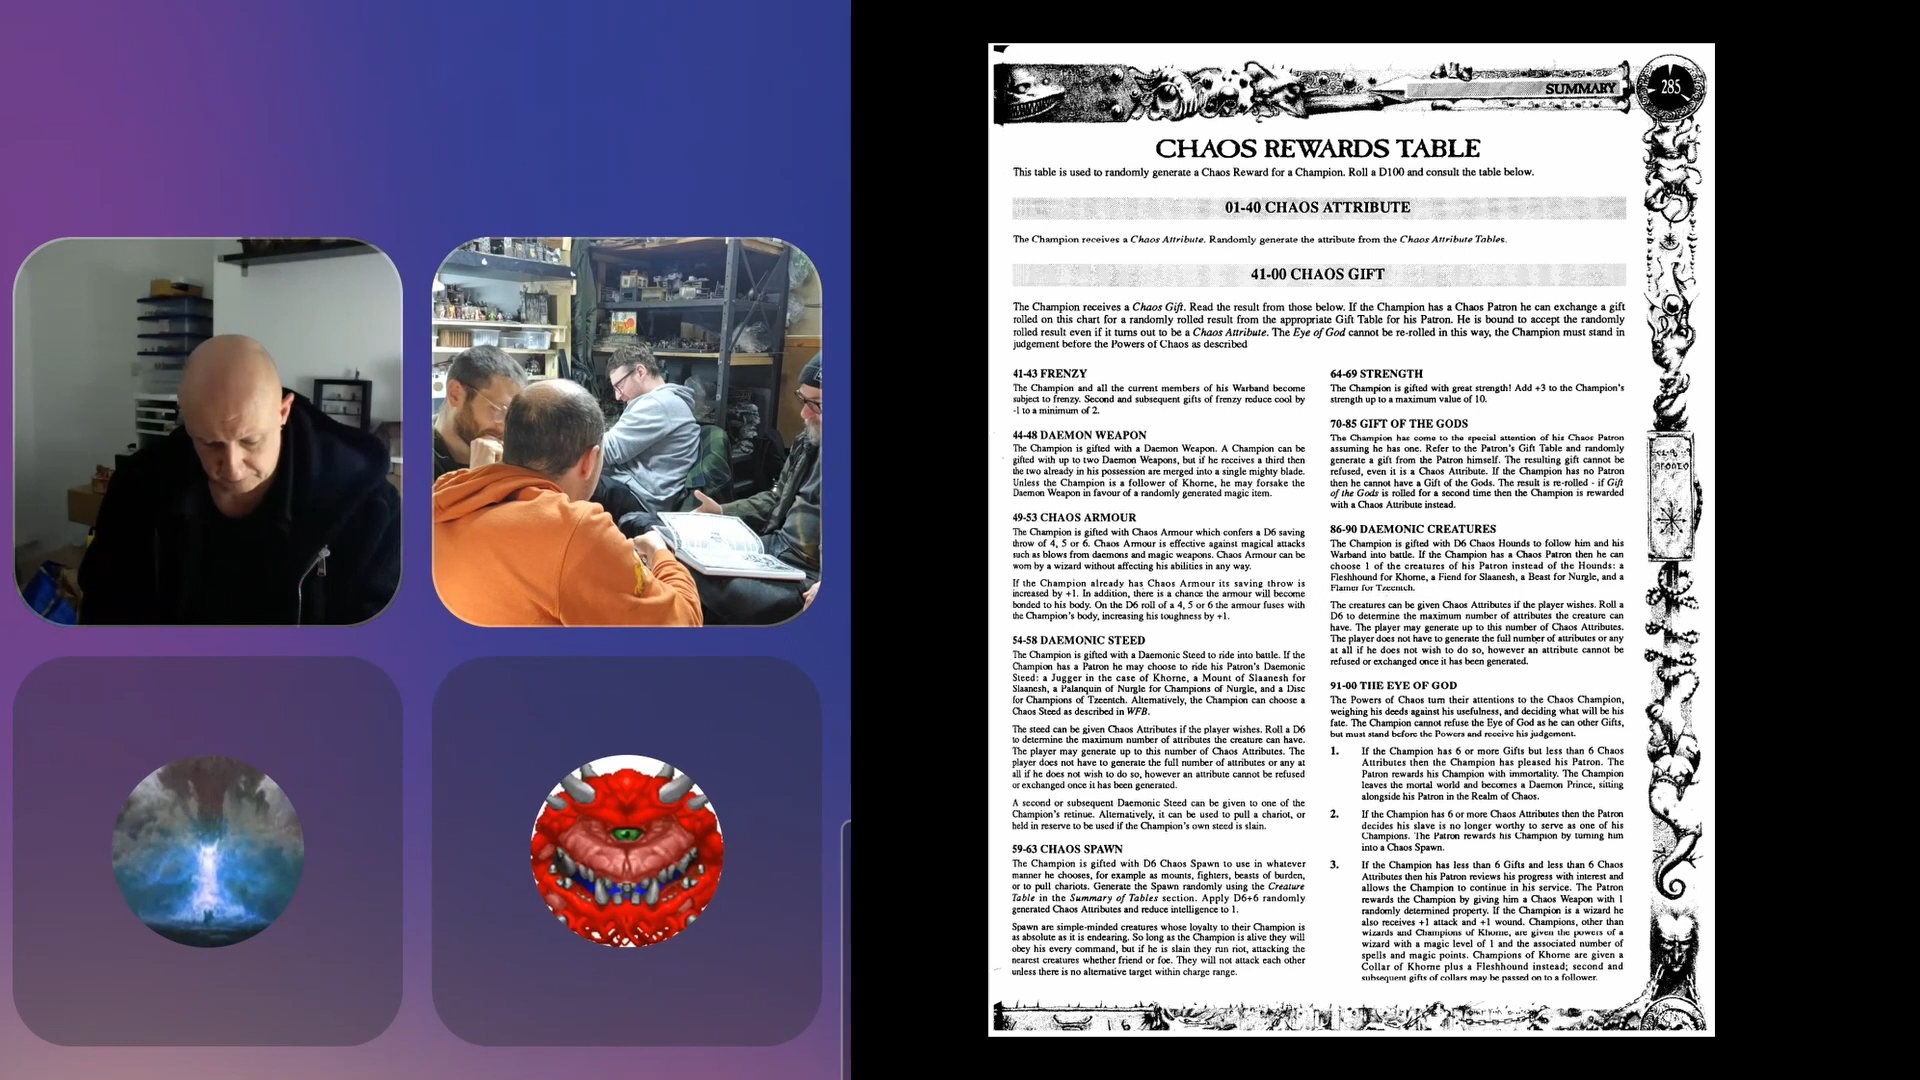 SUMMARY
285
CHAOS REWARDS TABLE
This table is used to randomly generate a Chaos Reward for a Champion. Roll a D100 and consult the table below.
01-40 CHAOS ATTRIBUTE
The Champion receives a Chaos Attribute. Randomly generate the attribute from the Chaos Attribute Tables.
41-00 CHAOS GIFT
The Champion receives a Chaos Gift. Read the result from those below. If the Champion has a Chaos Patron he can exchange a gift
rolled on this chart for a randomly rolled result from the appropriate Gift Table for his Patron. He is bound to accept the randomly
rolled result even if it turns out to be a Chaos Attribute. The Eye of God cannot be re-rolled in this way, the Champion must stand in
judgement before the Powers of Chaos as described
41-43 FRENZY
The Champion and all the current members of his Warband become
subject to frenzy. Second and subsequent gifts of frenzy reduce cool by
-1 to a minimum of 2.
44-48 DAEMON WEAPON
The Champion is gifted with a Daemon Weapon. A Champion can be
gifted with up to two Daemon Weapons, but if he receives a third then
the two already in his possession are merged into a single mighty blade.
Unless the Champion is a follower of Khorne, he may forsake the
Daemon Weapon in favour of a randomly generated magic item.
49-53 CHAOS ARMOUR
The Champion is gifted with Chaos Armour which confers a D6 saving
throw of 4, 5 or 6. Chaos Armour is effective against magical attacks
such as blows from daemons and magic weapons. Chaos Armour can be
worn by a wizard without affecting his abilities in any way.
If the Champion already has Chaos Armour its saving throw is
increased by +1. In addition, there is a chance the armour will become
bonded to his body. On the D6 roll of a 4, 5 or 6 the armour fuses with
the Champion's body, increasing his toughness by +1.
54-58 DAEMONIC STEED
The Champion is gifted with a Daemonic Steed to ride into battle. If the
Champion has a Patron he may choose to ride his Patron's Daemonic
Steed: a Jugger in the case of Khorne, a Mount of Slaanesh for
Slaanesh, a Palanquin of Nurgle for Champions of Nurgle, and a Disc
for Champions of Tzeentch. Alternatively, the Champion can choose a
Chaos Steed as described in WFB.
The steed can be given Chaos Attributes if the player wishes. Roll a D6
to determine the maximum number of attributes the creature can have.
The player may generate up to this number of Chaos Attributes. The
player does not have to generate the full number of attributes or any at
all if he does not wish to do so, however an attribute cannot be refused
or exchanged once it has been generated.
A second or subsequent Daemonic Steed can be given to one of the
Champion's retinue. Alternatively, it can be used to pull a chariot, or
held in reserve to be used if the Champion's own steed is slain.
59-63 CHAOS SPAWN
The Champion is gifted with D6 Chaos Spawn to use in whatever
manner he chooses, for example as mounts, fighters, beasts of burden,
or to pull chariots. Generate the Spawn randomly using the Creature
Table in the Summary of Tables section. Apply D6+6 randomly
generated Chaos Attributes and reduce intelligence to 1.
Spawn are simple-minded creatures whose loyalty to their Champion is
as absolute as it is endearing. So long as the Champion is alive they will
obey his every command, but if he is slain they run riot, attacking the
nearest creatures whether friend or foe. They will not attack each other
unless there is no alternative target within charge range.
64-69 STRENGTH
The Champion is gifted with great strength! Add +3 to the Champion's
strength up to a maximum value of 10.
70-85 GIFT OF THE GODS
The Champion has come to the special attention of his Chaos Patron
assuming he has one. Refer to the Patron's Gift Table and randomly
generate a gift from the Patron himself. The resulting gift cannot be
refused, even it is a Chaos Attribute. If the Champion has no Patron
then he cannot have a Gift of the Gods. The result is re-rolled - if Gift
of the Gods is rolled for a second time then the Champion is rewarded
with a Chaos Attribute instead.
86-90 DAEMONIC CREATURES
The Champion is gifted with D6 Chaos Hounds to follow him and his
Warband into battle. If the Champion has a Chaos Patron then he can
choose 1 of the creatures of his Patron instead of the Hounds: a
Fleshhound for Khorne, a Fiend for Slaanesh, a Beast for Nurgle, and a
Flamer for Tzeentch.
The creatures can be given Chaos Attributes if the player wishes. Roll a
D6 to determine the maximum number of attributes the creature can
have. The player may generate up to this number of Chaos Attributes.
The player does not have to generate the full number of attributes or any
at all if he does not wish to do so, however an attribute cannot be
refused or exchanged once it has been generated.
91-00 THE EYE OF GOD
The Powers of Chaos turn their attentions to the Chaos Champion,
weighing his deeds against his usefulness, and deciding what will be his
fate. The Champion cannot refuse the Eye of God as he can other Gifts,
but must stand before the Powers and receive his judgement.
1. If the Champion has 6 or more Gifts but less than 6 Chaos
Attributes then the Champion has pleased his Patron. The
Patron rewards his Champion with immortality. The Champion
leaves the mortal world and becomes a Daemon Prince, sitting
alongside his Patron in the Realm of Chaos.
2. If the Champion has 6 or more Chaos Attributes then the Patron
decides his slave is no longer worthy to serve as one of his
Champions. The Patron rewards his Champion by turning him
into a Chaos Spawn.
3. If the Champion has less than 6 Gifts and less than 6 Chaos
Attributes then his Patron reviews his progress with interest and
allows the Champion to continue in his service. The Patron
rewards the Champion by giving him a Chaos Weapon with 1
randomly determined property. If the Champion is a wizard he
also receives +1 attack and +1 wound. Champions, other than
wizards and Champions of Khorne, are given the powers of a
wizard with a magic level of 1 and the associated number of
spells and magic points. Champions of Khorne are given a
Collar of Khorne plus a Fleshhound instead; second and
subsequent gifts of collars may be passed on to a follower.